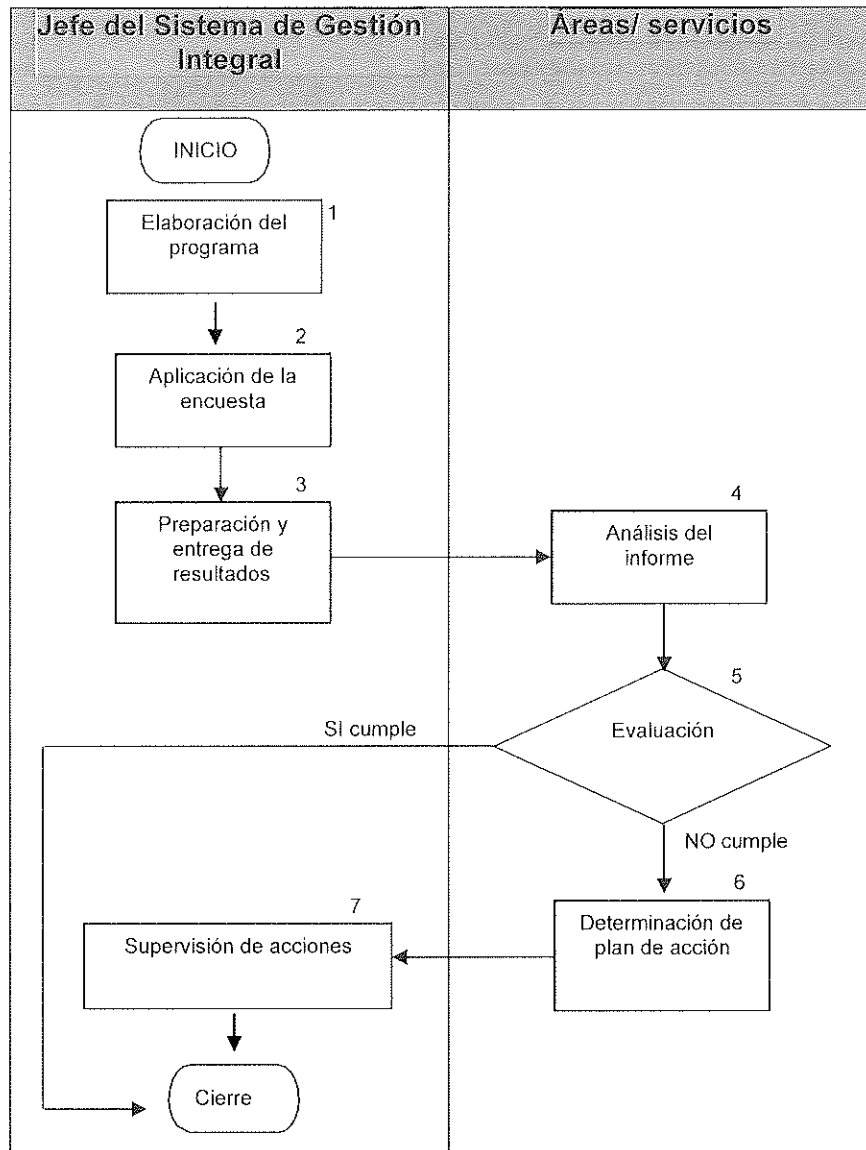 Jefe del Sistema de Gestión
Integral
Áreas/ servicios
INICIO
1
Elaboración del
programa
2
Aplicación de la
encuesta
3
Preparación y
entrega de
resultados
4
Análisis del
informe
5
Evaluación
SI cumple
NO cumple
6
Determinación de
plan de acción
7
Supervisión de acciones
Cierre